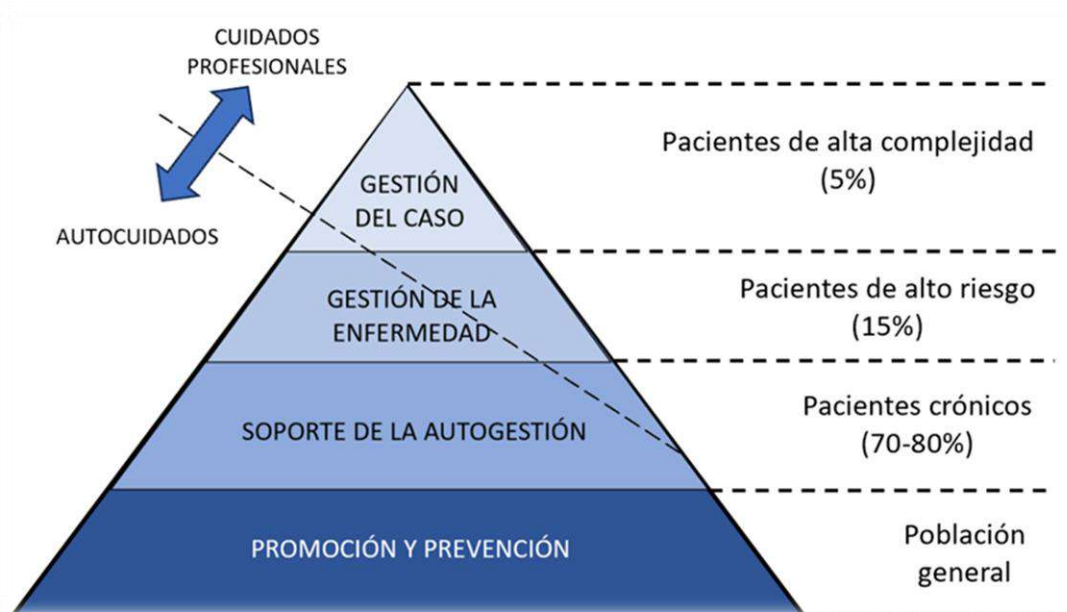 CUIDADOS
PROFESIONALES
AUTOCUIDADOS
GESTIÓN
DEL CASO
Pacientes de alta complejidad
(5%)
GESTIÓN DE LA
ENFERMEDAD
Pacientes de alto riesgo
(15%)
SOPORTE DE LA AUTOGESTIÓN
Pacientes crónicos
(70-80%)
PROMOCIÓN Y PREVENCIÓN
Población
general